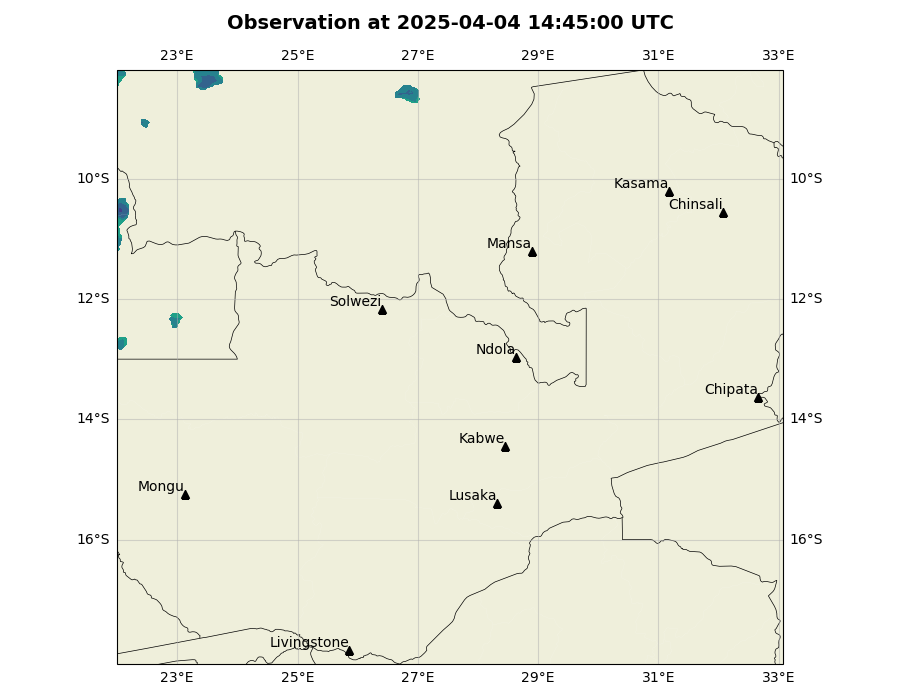 Observation at 2025-04-04 14:45:00 UTC
23°E 25°E 27°E 29°E 31°E 33°E
10°S 10°S
Kasama
Chinsali
Mansa
12°S 12°S
Solwezi
Ndola
Chipata
14°S 14°S
Kabwe
Mongu
Lusaka
16°S 16°S
Livingstone
23°E 25°E 27°E 29°E 31°E 33°E